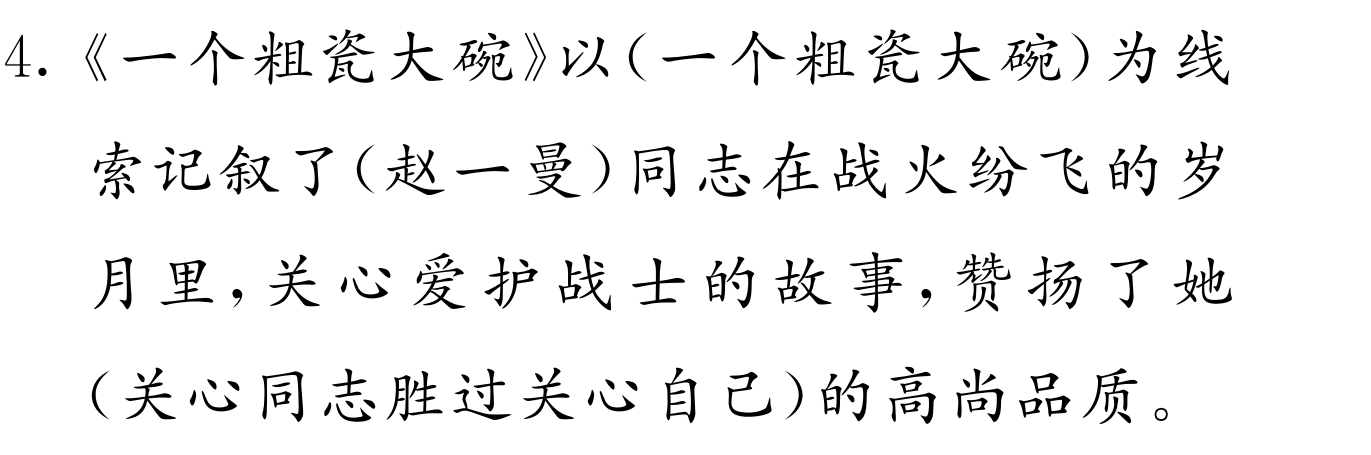 4.《一个粗瓷大碗》以(一个粗瓷大碗)为线
索记叙了(赵一曼)同志在战火纷飞的岁
月里,关心爱护战士的故事,赞扬了她
(关心同志胜过关心自己)的高尚品质。